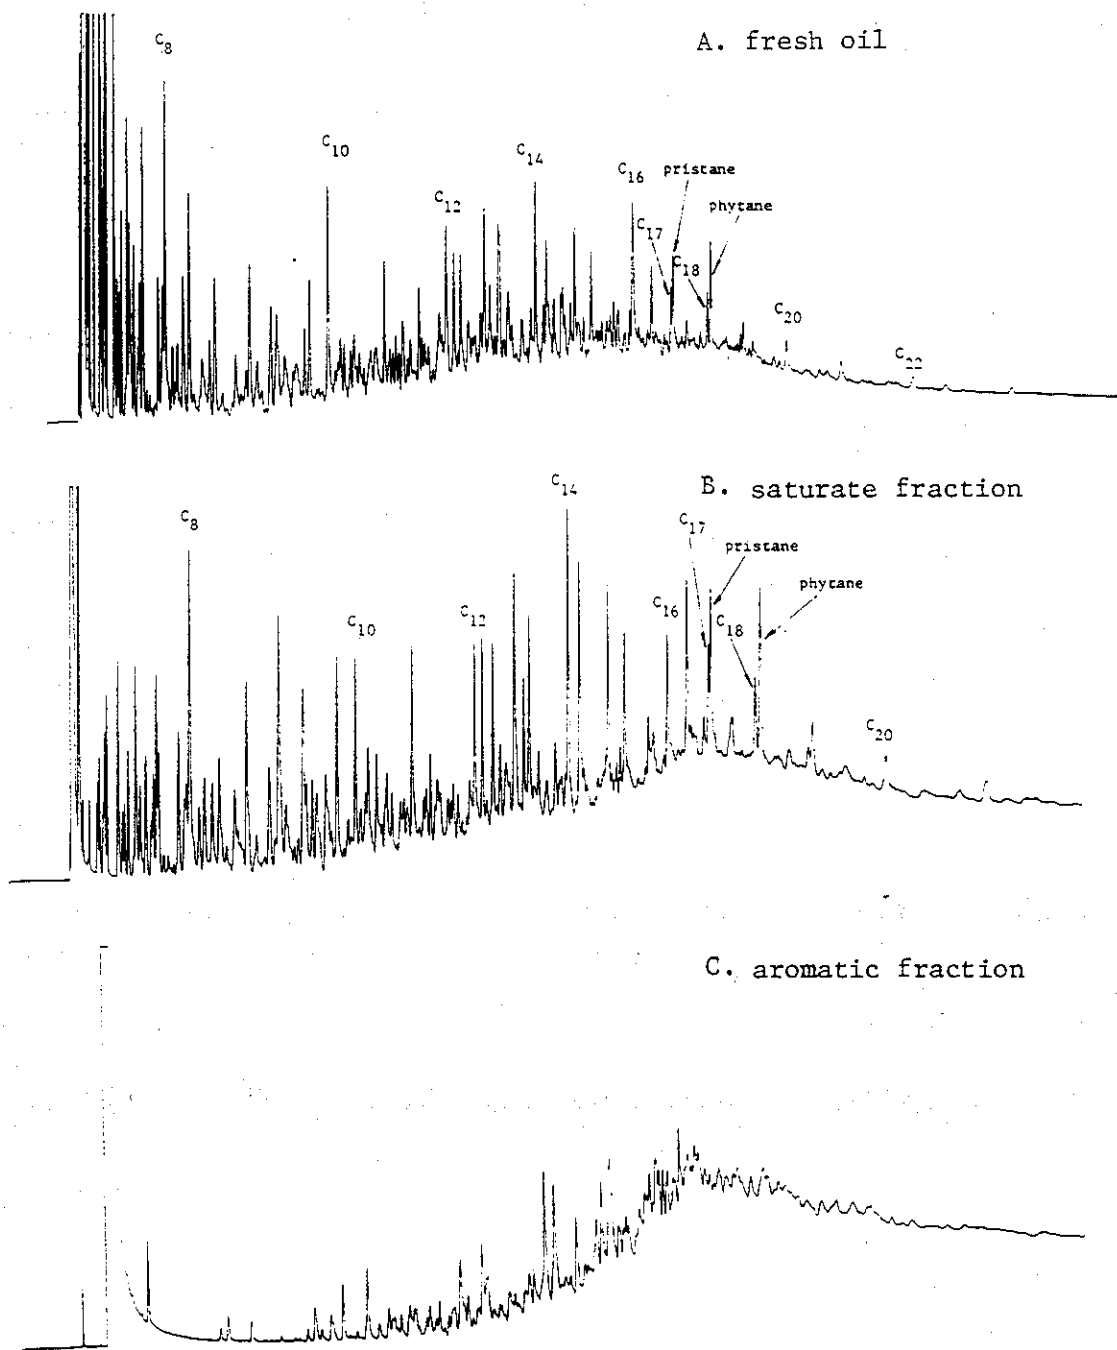 A. fresh oil
C8
C10
C12
C14
C16
pristane
C17
phytane
C18
C20
C22
B. saturate fraction
C14
C8
C17
pristane
phytane
C16
C12
C18
C10
C20
C. aromatic fraction